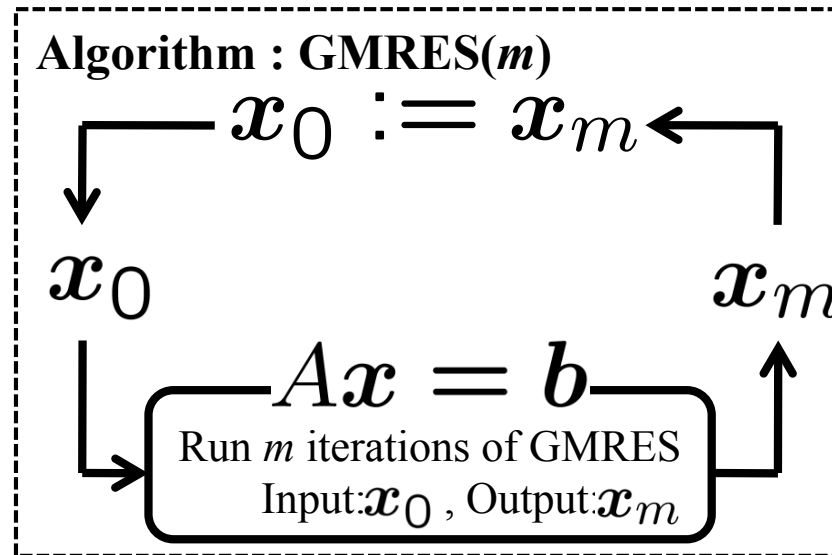 Algorithm : GMRES(m)
x₀ := xₘ
x₀
xₘ
Ax = b
Run m iterations of GMRES
Input:x₀ , Output:xₘ